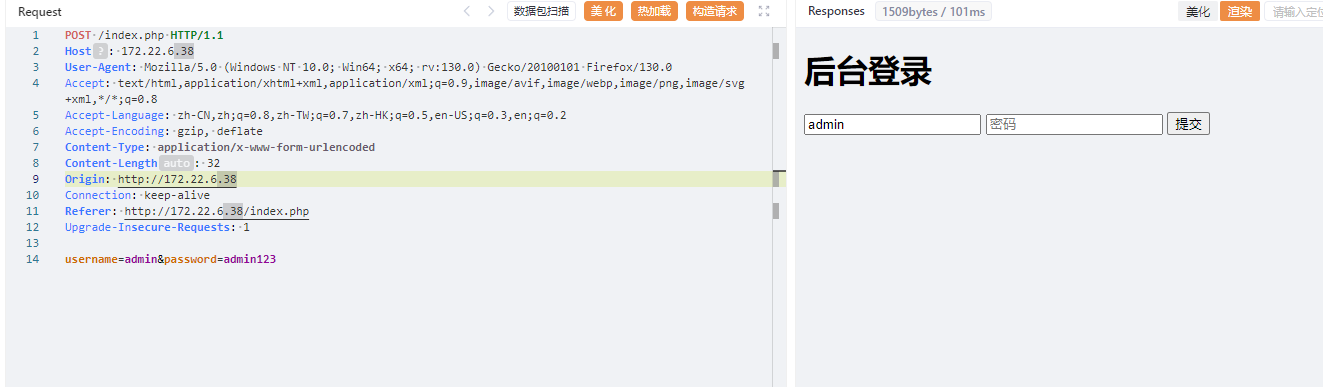 Request 数据包扫描 美化 热加载 构造请求
1 POST /index.php HTTP/1.1
2 Host ? : 172.22.6.38
3 User-Agent: Mozilla/5.0 (Windows NT 10.0; Win64; x64; rv:130.0) Gecko/20100101 Firefox/130.0
4 Accept: text/html,application/xhtml+xml,application/xml;q=0.9,image/avif,image/webp,image/png,image/svg
+xml,*/*;q=0.8
5 Accept-Language: zh-CN,zh;q=0.8,zh-TW;q=0.7,zh-HK;q=0.5,en-US;q=0.3,en;q=0.2
6 Accept-Encoding: gzip, deflate
7 Content-Type: application/x-www-form-urlencoded
8 Content-Length auto : 32
9 Origin: http://172.22.6.38
10 Connection: keep-alive
11 Referer: http://172.22.6.38/index.php
12 Upgrade-Insecure-Requests: 1
13
14 username=admin&password=admin123
Responses 1509bytes / 101ms 美化 渲染 请输入定位
后台登录
admin 密码 提交